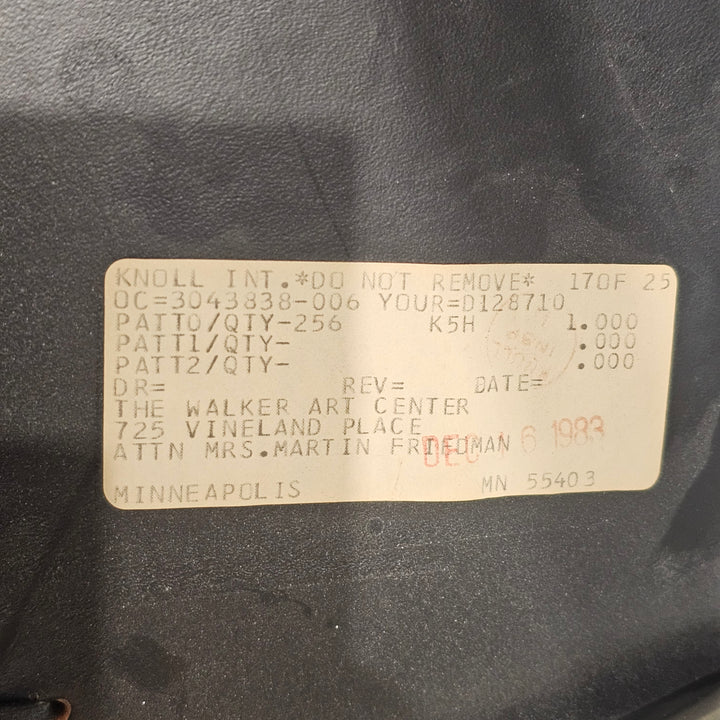 KNOLL INT.*DO NOT REMOVE* 17OF 25
OC=3043838-006 YOUR=D128710
PATT0/QTY-256 K5H 1.000
PATT1/QTY- .000
PATT2/QTY- .000
DR= REV= DATE=
THE WALKER ART CENTER
725 VINELAND PLACE
ATTN MRS.MARTIN FRIEDMAN
DEC 16 1983
MINNEAPOLIS MN 55403